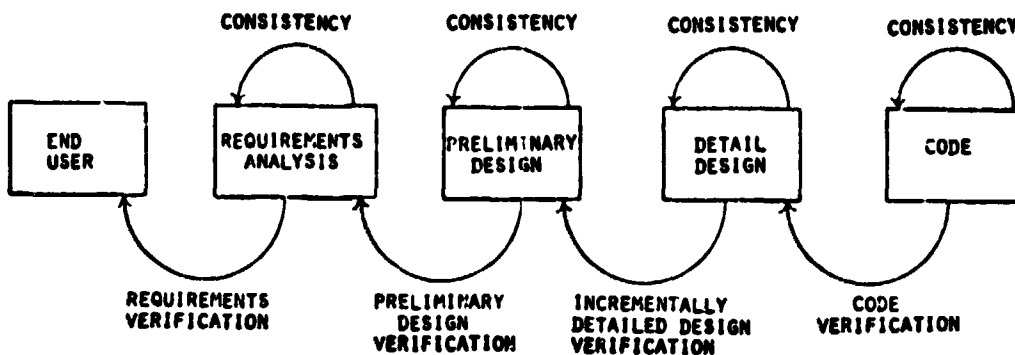 CONSISTENCY
CONSISTENCY
CONSISTENCY
CONSISTENCY
END
USER
REQUIREMENTS
ANALYSIS
PRELIMINARY
DESIGN
DETAIL
DESIGN
CODE
REQUIREMENTS
VERIFICATION
PRELIMINARY
DESIGN
VERIFICATION
INCREMENTALLY
DETAILED DESIGN
VERIFICATION
CODE
VERIFICATION